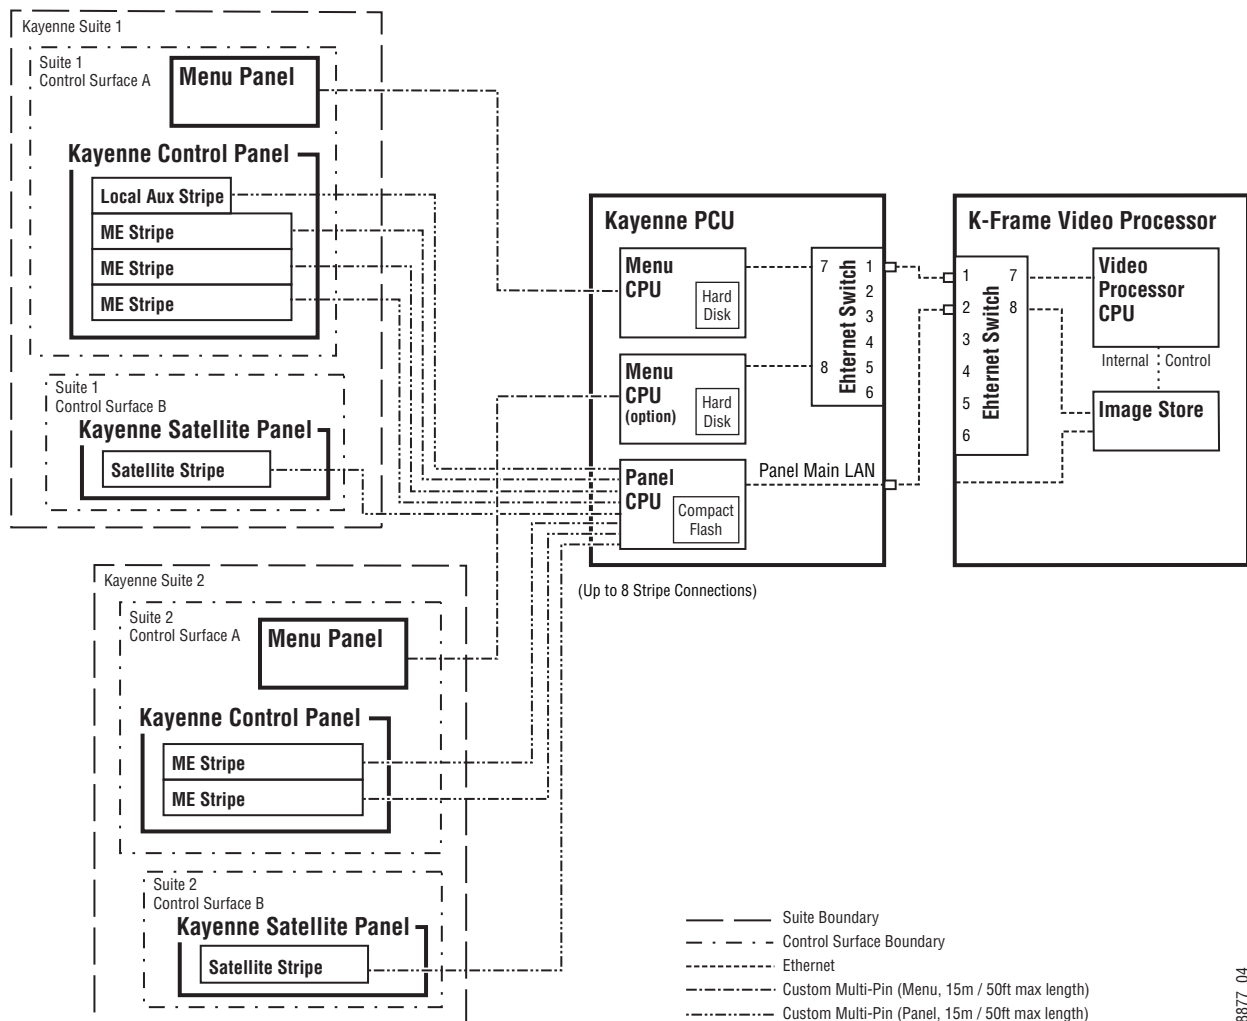 Kayenne Suite 1
Suite 1
Control Surface A
Menu Panel
Kayenne Control Panel
Local Aux Stripe
ME Stripe
ME Stripe
ME Stripe
Suite 1
Control Surface B
Kayenne Satellite Panel
Satellite Stripe
Kayenne PCU
Menu
CPU
Hard
Disk
Menu
CPU
(option)
Hard
Disk
Panel
CPU
Compact
Flash
7
8
Ehternet Switch
1
2
3
4
5
6
Panel Main LAN
(Up to 8 Stripe Connections)
K-Frame Video Processor
1
2
3
4
5
6
Ehternet Switch
7
8
Video
Processor
CPU
Internal
Control
Image Store
Kayenne Suite 2
Suite 2
Control Surface A
Menu Panel
Kayenne Control Panel
ME Stripe
ME Stripe
Suite 2
Control Surface B
Kayenne Satellite Panel
Satellite Stripe
Suite Boundary
Control Surface Boundary
Ethernet
Custom Multi-Pin (Menu, 15m / 50ft max length)
Custom Multi-Pin (Panel, 15m / 50ft max length)
8877_04